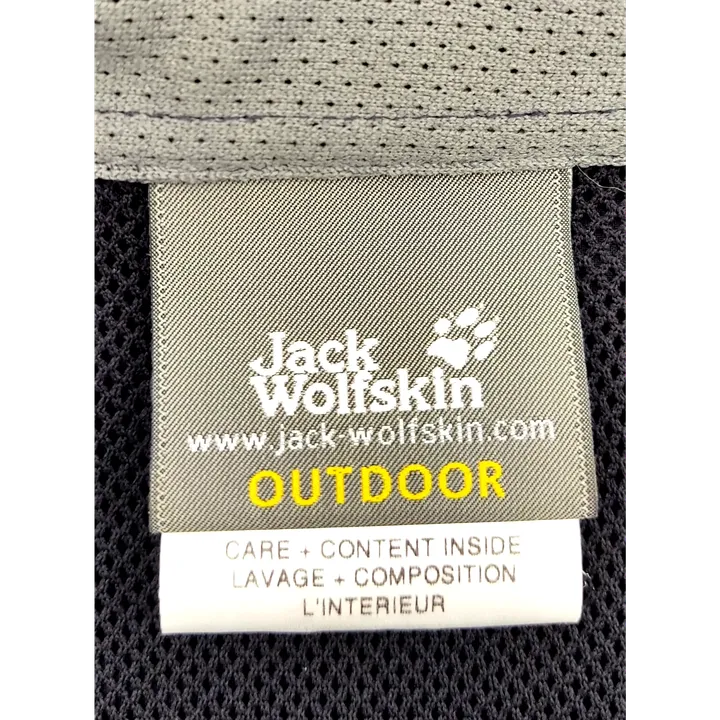 Jack
Wolfskin
www.jack-wolfskin.com
OUTDOOR
CARE + CONTENT INSIDE
LAVAGE + COMPOSITION
L'INTERIEUR